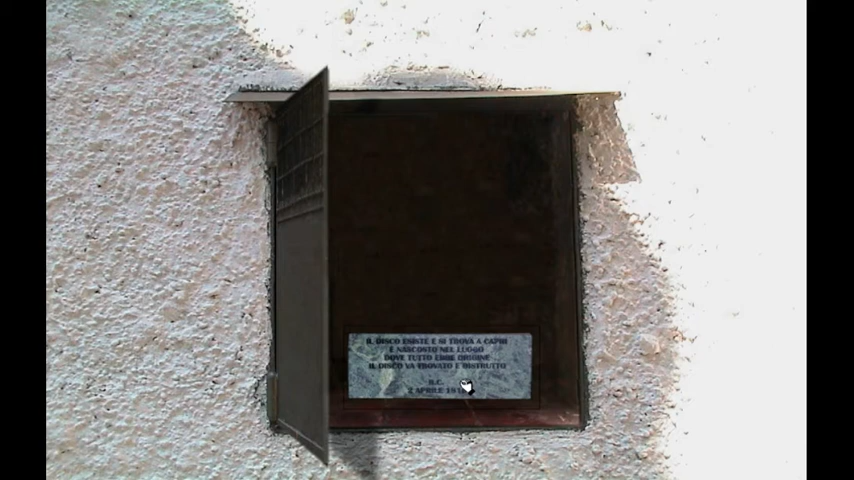 IL DISCO ESISTE E SI TROVA A CAPRI
È NASCOSTO NEL LUOGO
DOVE TUTTO EBBE ORIGINE
IL DISCO VA TROVATO E DISTRUTTO
2 APRILE